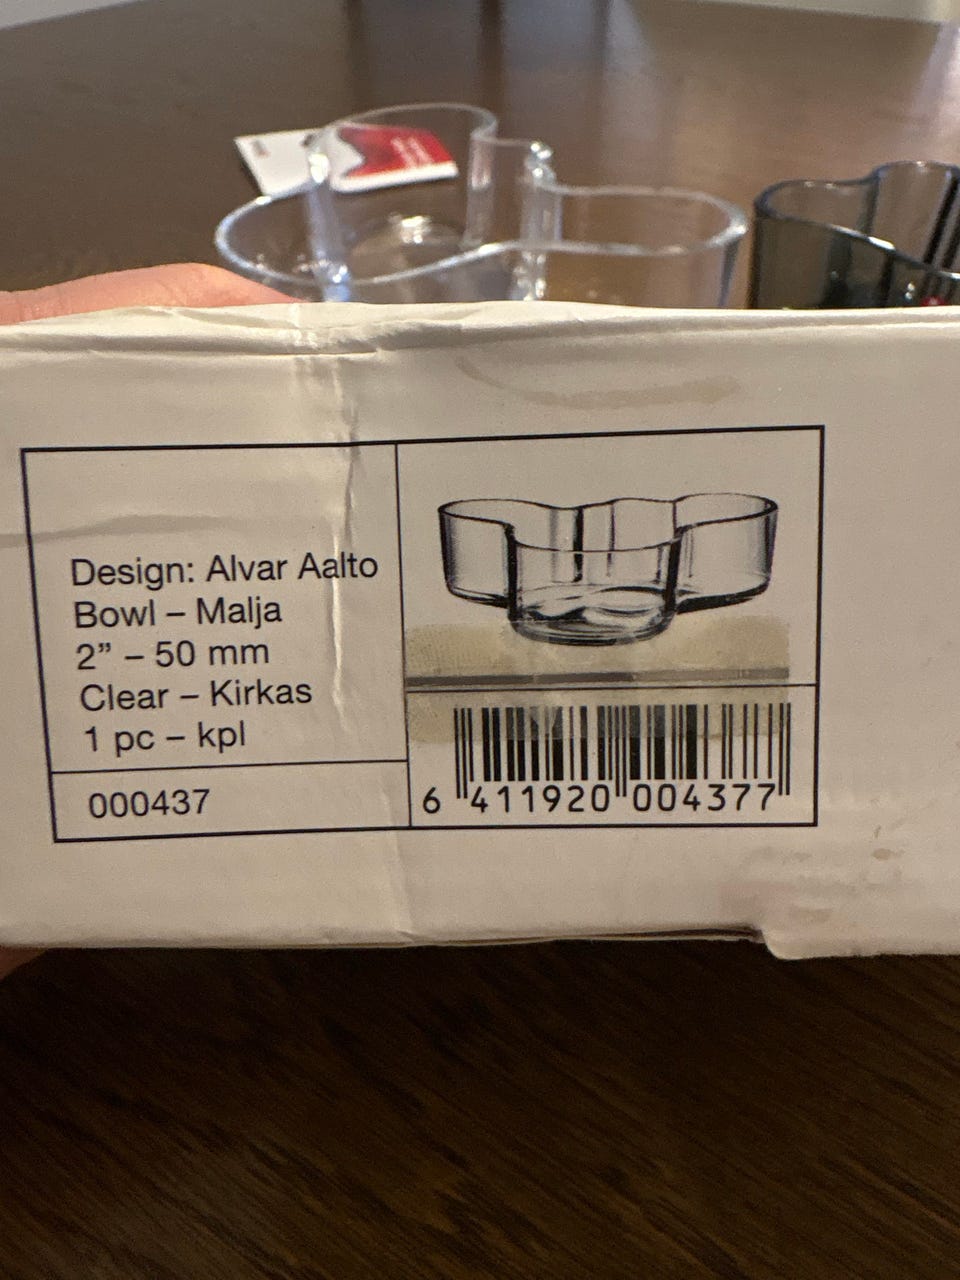 Design: Alvar Aalto
Bowl – Malja
2” – 50 mm
Clear – Kirkas
1 pc – kpl
000437
6 411920 004377